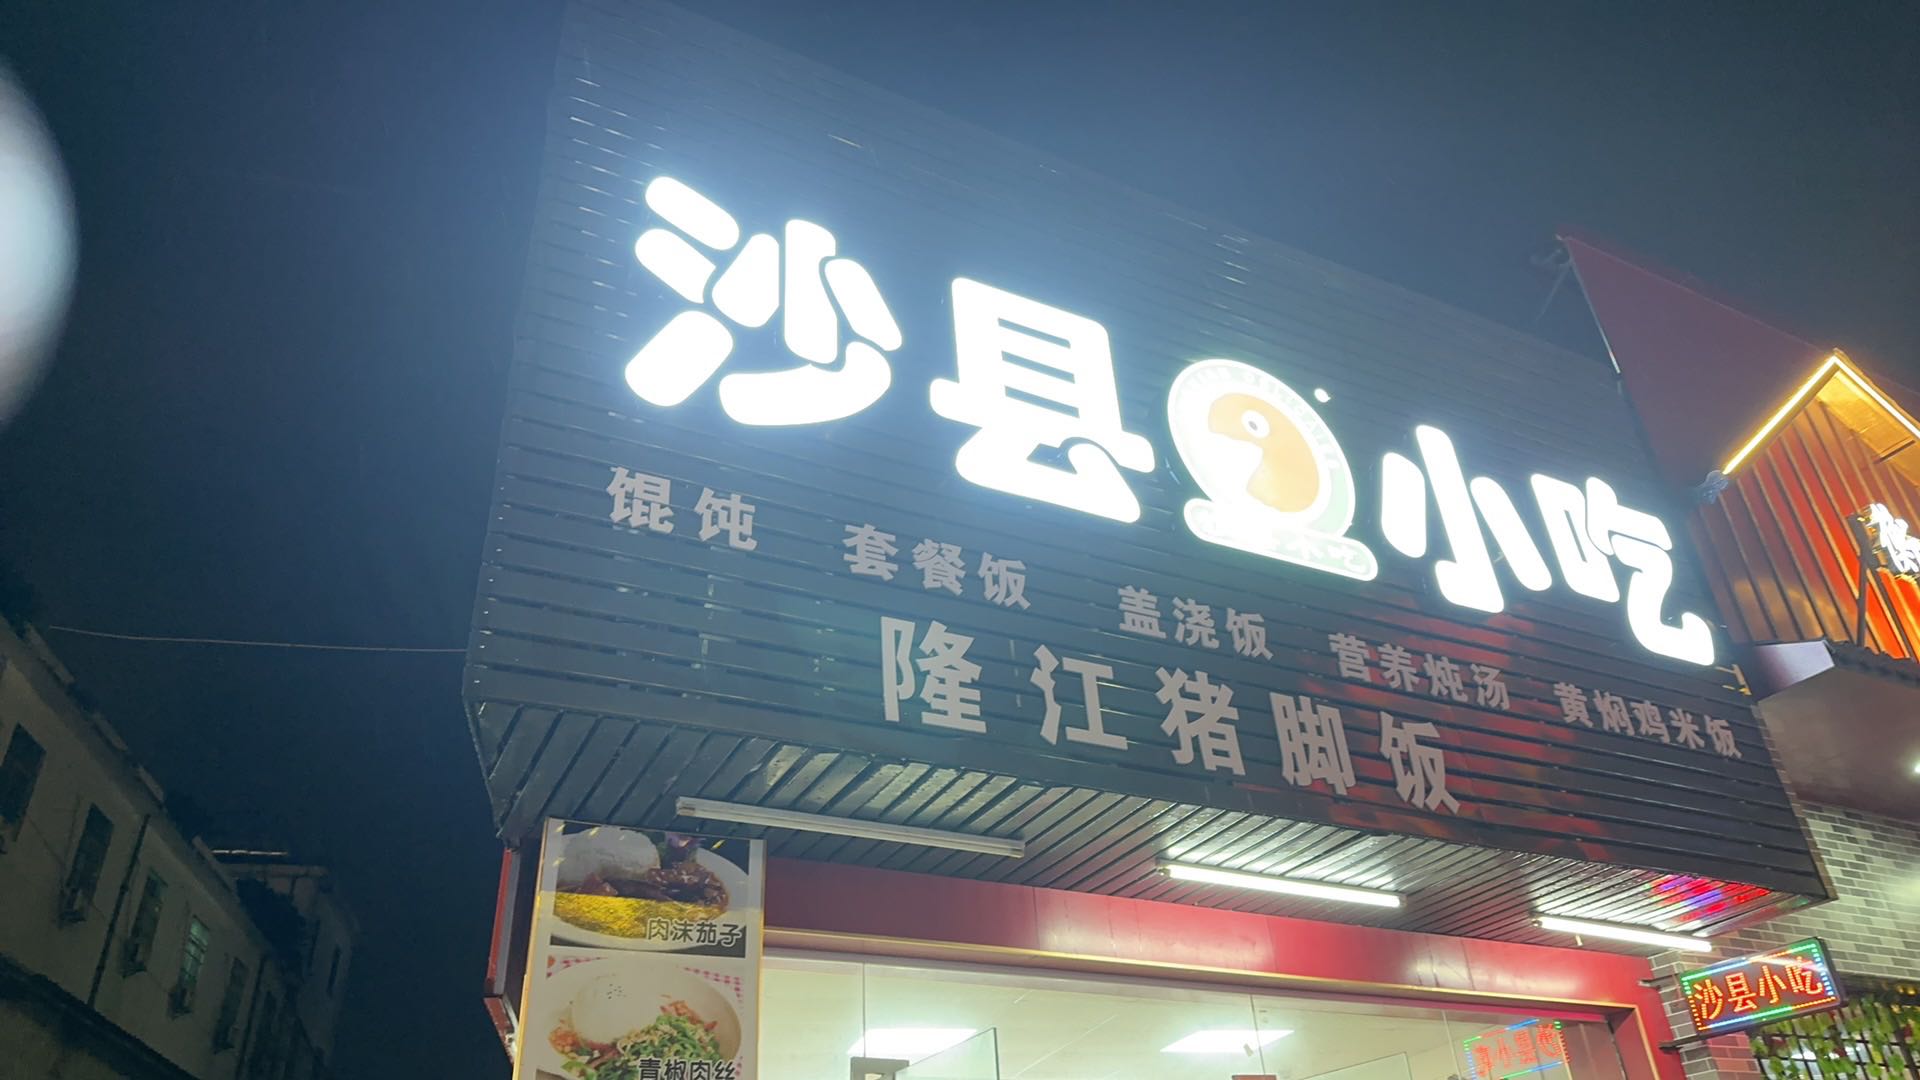 沙县小吃
馄饨 套餐饭 盖浇饭 营养炖汤 黄焖鸡米饭
隆江猪脚饭
肉沫茄子
青椒肉丝
沙县小吃